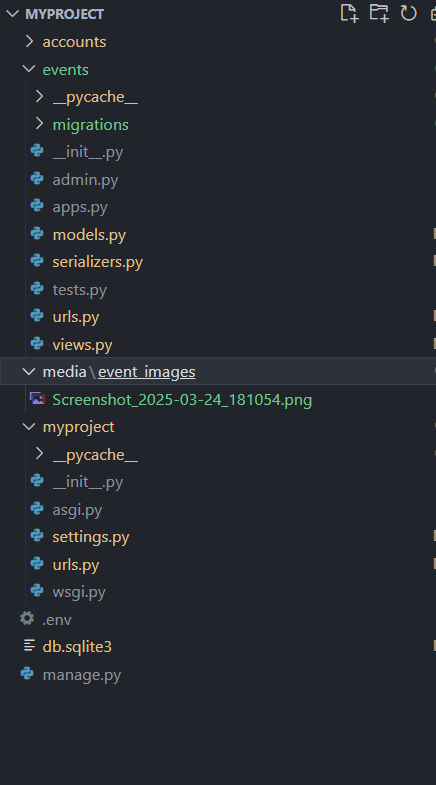 MYPROJECT
accounts
events
__pycache__
migrations
__init__.py
admin.py
apps.py
models.py
serializers.py
tests.py
urls.py
views.py
media\event_images
Screenshot_2025-03-24_181054.png
myproject
__pycache__
__init__.py
asgi.py
settings.py
urls.py
wsgi.py
.env
db.sqlite3
manage.py